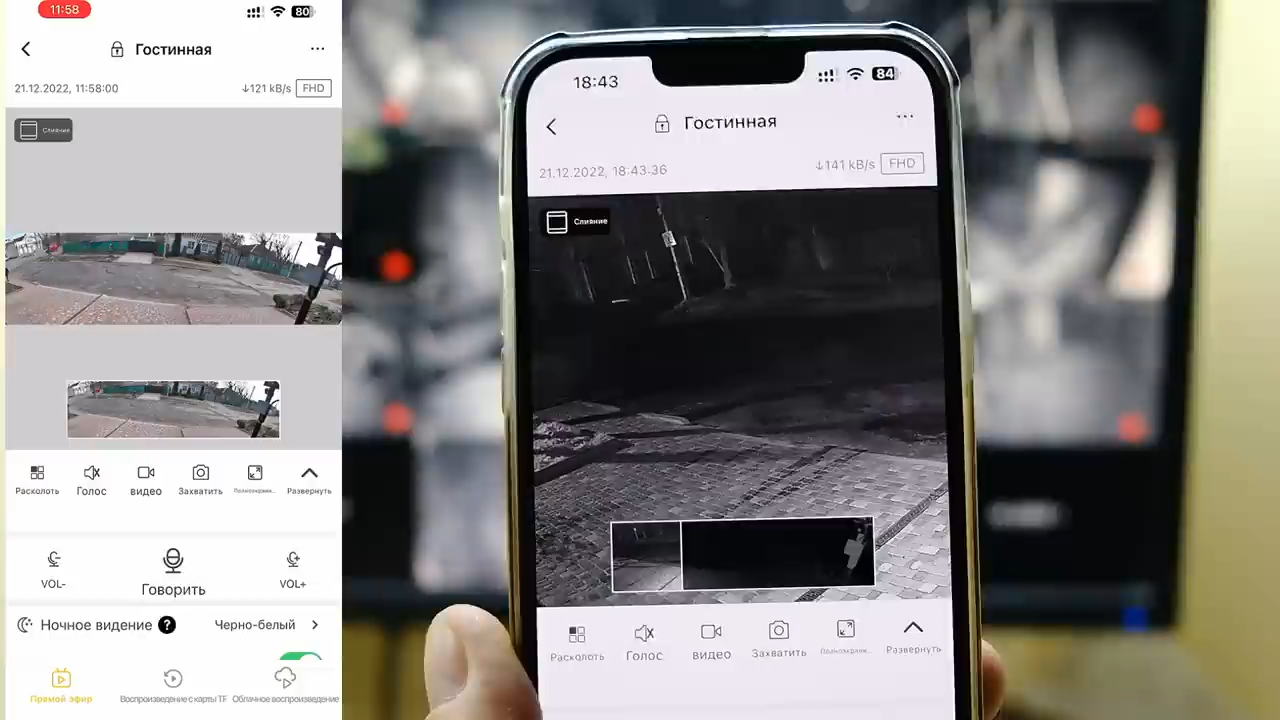 11:58
80
Гостинная
21.12.2022, 11:58:00
↓121 kB/s FHD
Слияние
Расколоть Голос видео Захватить Полноэкранн... Развернуть
VOL- Говорить VOL+
Ночное видение ? Черно-белый
Прямой эфир Воспроизведение с карты TF Облачное воспроизведение
18:43
84
Гостинная
21.12.2022, 18:43:36
↓141 kB/s FHD
Слияние
Расколоть Голос видео Захватить Полноэкранн... Развернуть